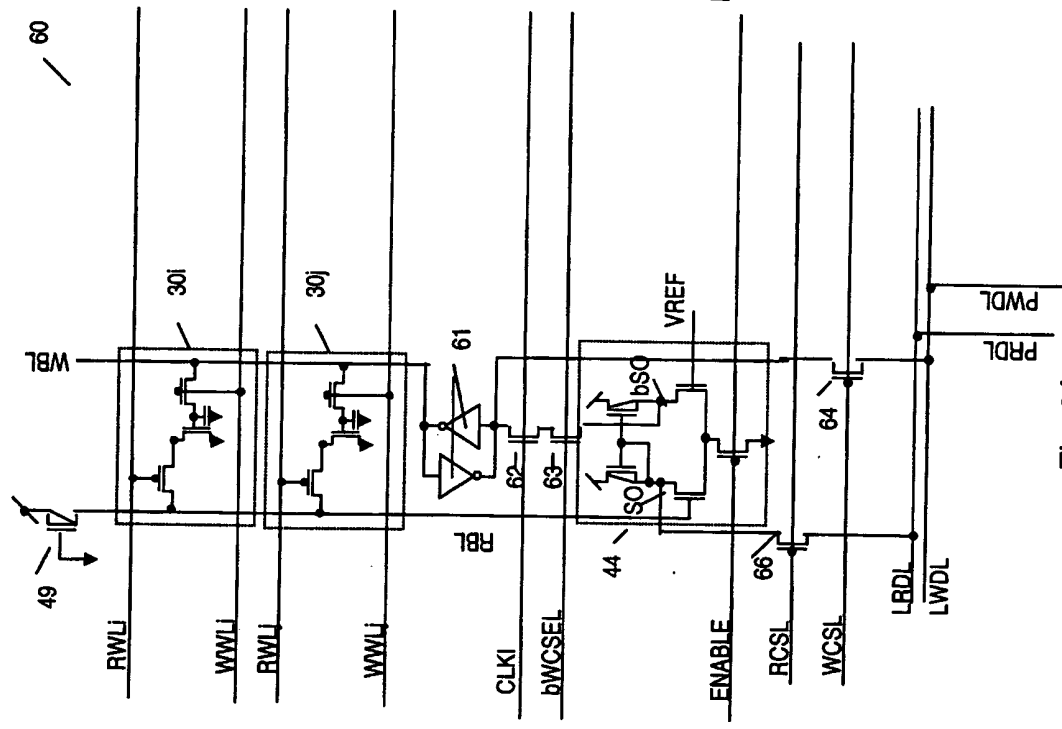 60
WBL
30i
49
RWLi
WWLi
30j
RWLj
WWLj
61
RBL
CLKI
62
bWCSEL
63
SO
bSO
VREF
44
ENABLE
66
RCSL
64
WCSL
LRDL
LWDL
PRDL
PWDL